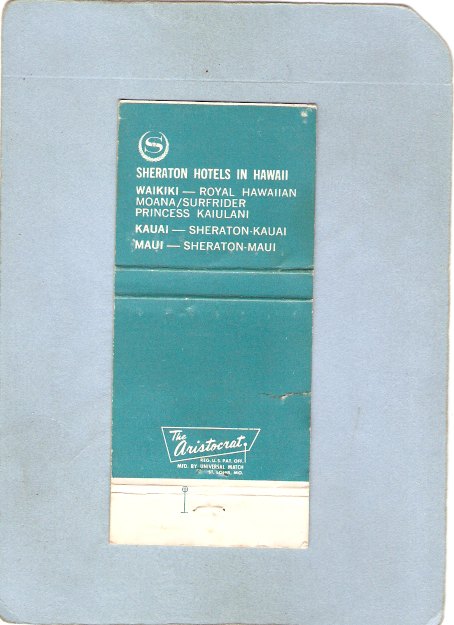 S
SHERATON HOTELS IN HAWAII
WAIKIKI — ROYAL HAWAIIAN
MOANA/SURFRIDER
PRINCESS KAIULANI
KAUAI — SHERATON-KAUAI
MAUI — SHERATON-MAUI
The
Aristocrat
REG. U.S. PAT. OFF.
MFD. BY UNIVERSAL MATCH
ST. LOUIS, MO.